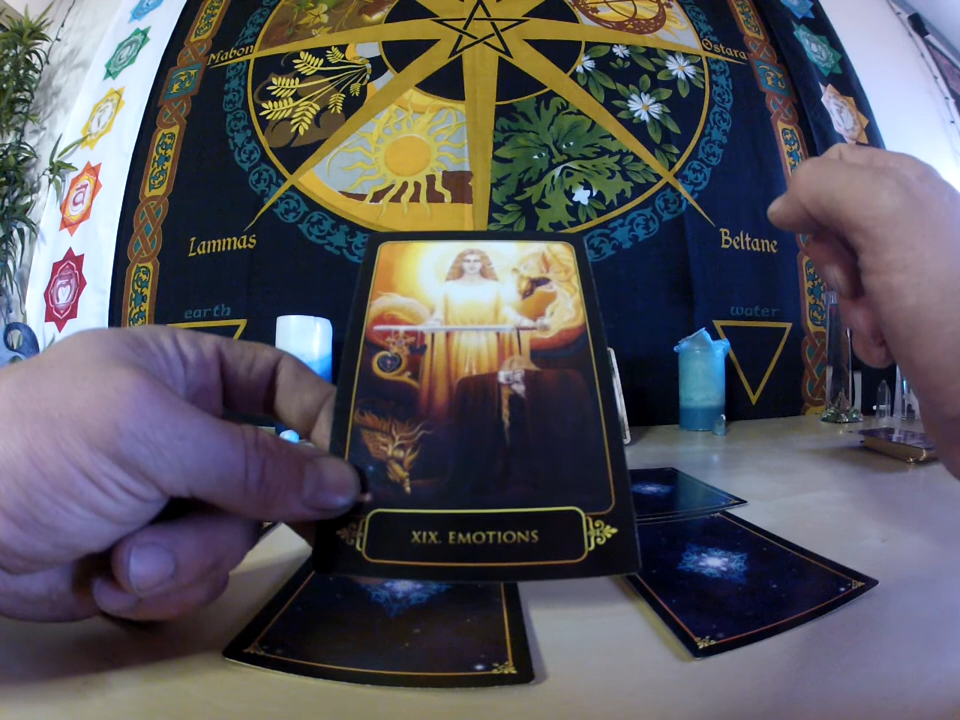 Mabon
Ostara
Lammas
Beltane
earth
water
XIX. EMOTIONS